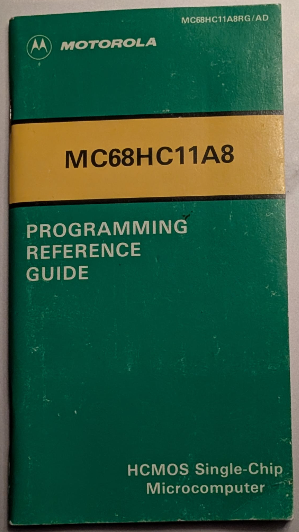 MC68HC11A8RG/AD
MOTOROLA
MC68HC11A8
PROGRAMMING
REFERENCE
GUIDE
HCMOS Single-Chip
Microcomputer